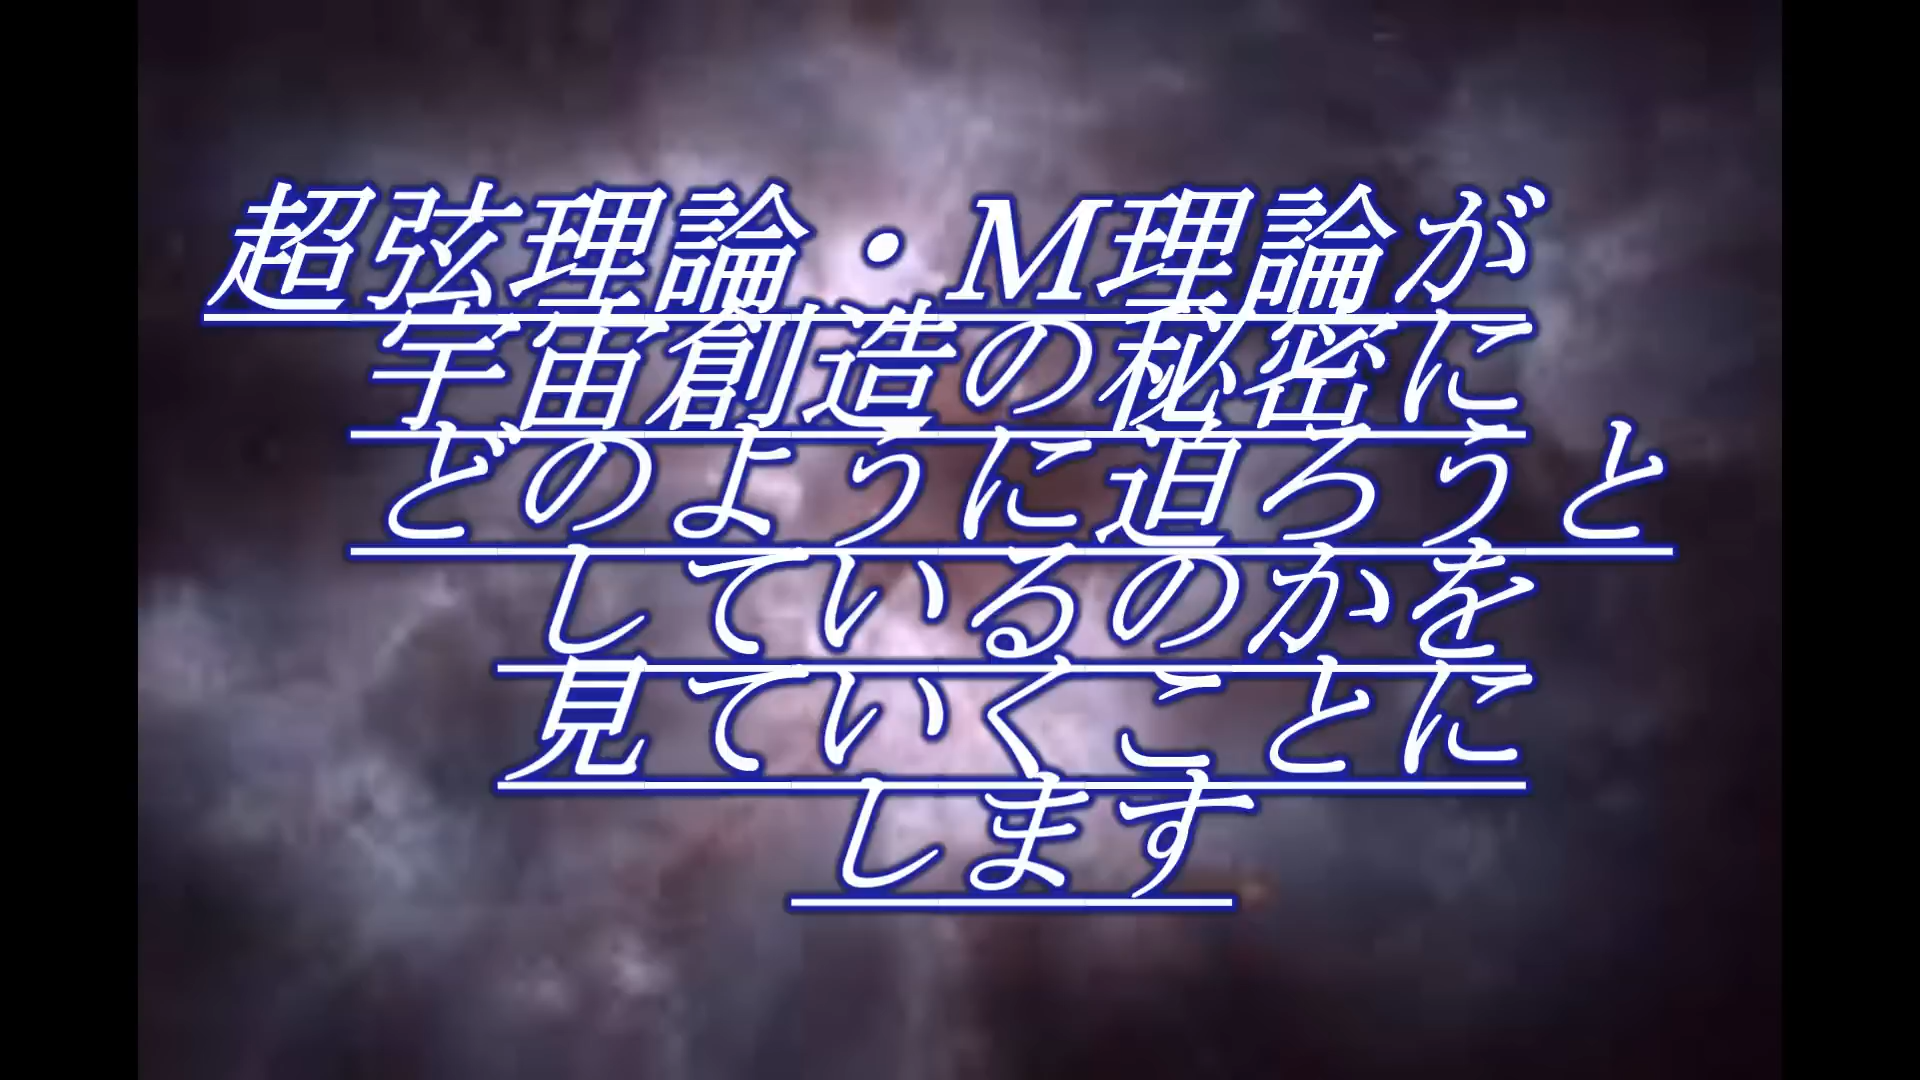 超弦理論・M理論が
宇宙創造の秘密に
どのように迫ろうと
しているのかを
見ていくことに
します